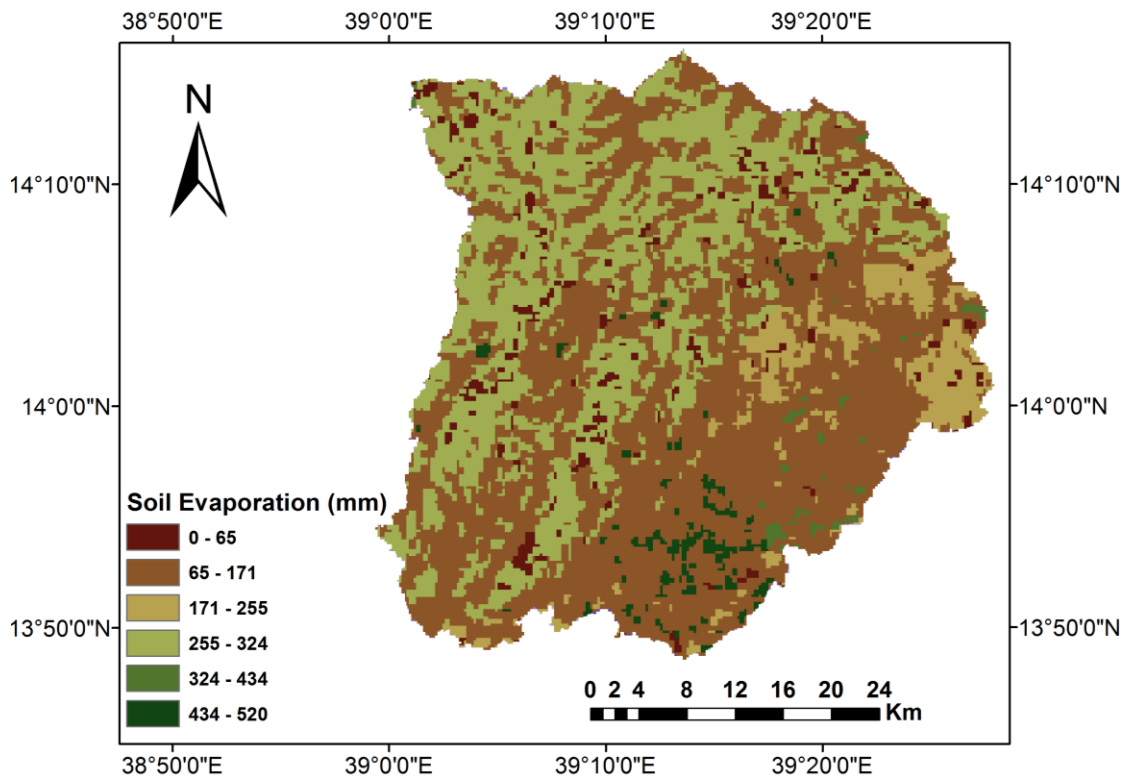 38°50'0"E 39°0'0"E 39°10'0"E 39°20'0"E
N
14°10'0"N 14°10'0"N
14°0'0"N 14°0'0"N
Soil Evaporation (mm)
0 - 65
65 - 171
171 - 255
255 - 324
324 - 434
434 - 520
13°50'0"N 13°50'0"N
0 2 4 8 12 16 20 24
Km
38°50'0"E 39°0'0"E 39°10'0"E 39°20'0"E